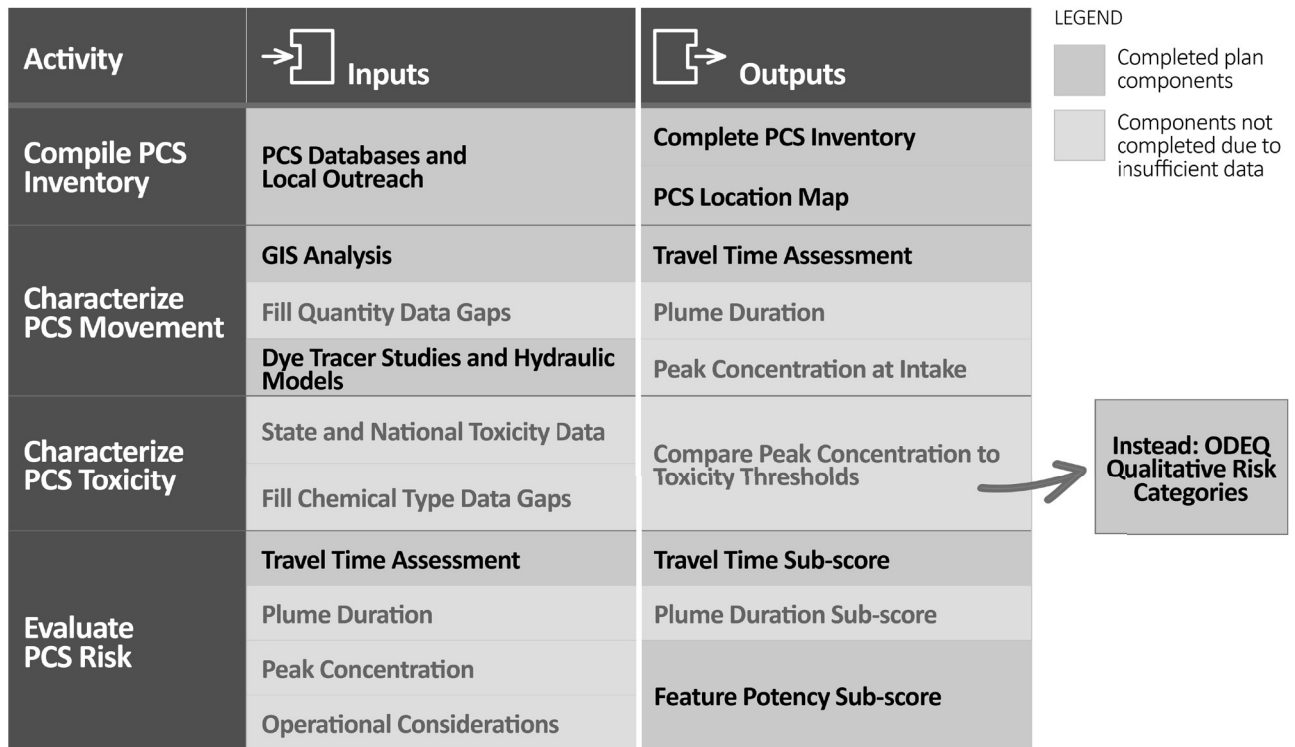 Activity
Inputs
Outputs
LEGEND
Completed plan
components
Components not
completed due to
insufficient data
Compile PCS
Inventory
PCS Databases and
Local Outreach
Complete PCS Inventory
PCS Location Map
Characterize
PCS Movement
GIS Analysis
Travel Time Assessment
Fill Quantity Data Gaps
Plume Duration
Dye Tracer Studies and Hydraulic
Models
Peak Concentration at Intake
Characterize
PCS Toxicity
State and National Toxicity Data
Fill Chemical Type Data Gaps
Compare Peak Concentration to
Toxicity Thresholds
Instead: ODEQ
Qualitative Risk
Categories
Evaluate
PCS Risk
Travel Time Assessment
Travel Time Sub-score
Plume Duration
Plume Duration Sub-score
Peak Concentration
Operational Considerations
Feature Potency Sub-score